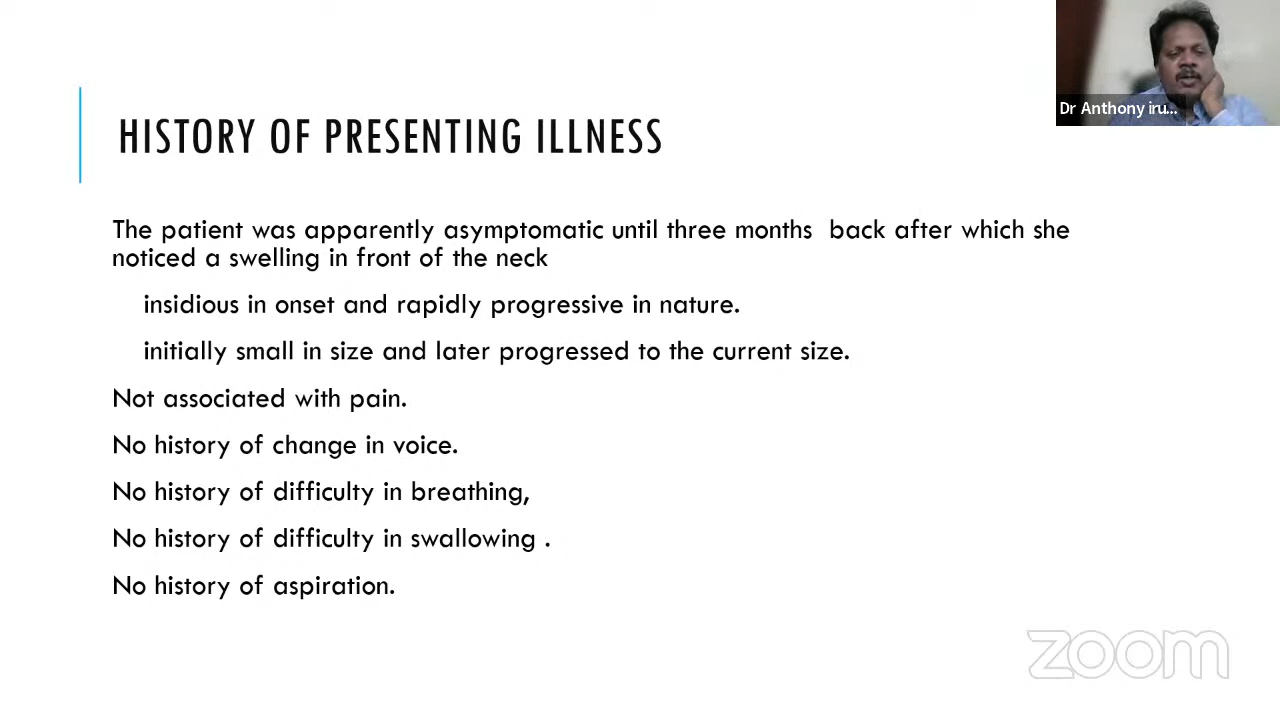 Dr Anthony iru...
HISTORY OF PRESENTING ILLNESS
The patient was apparently asymptomatic until three months  back after which she
noticed a swelling in front of the neck
insidious in onset and rapidly progressive in nature.
initially small in size and later progressed to the current size.
Not associated with pain.
No history of change in voice.
No history of difficulty in breathing,
No history of difficulty in swallowing .
No history of aspiration.
zoom